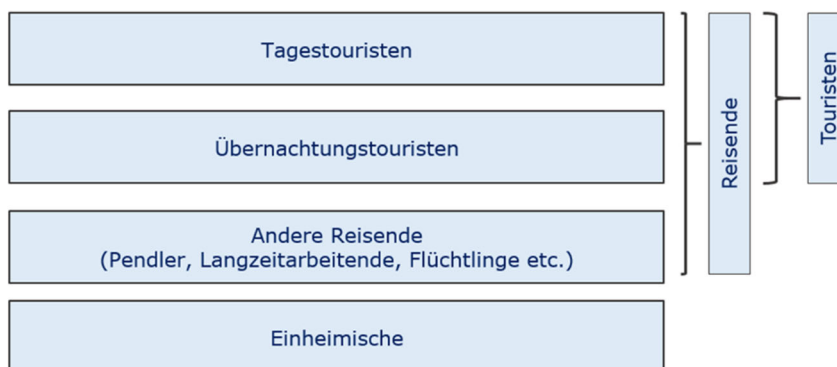 Tagestouristen
Übernachtungstouristen
Andere Reisende
(Pendler, Langzeitarbeitende, Flüchtlinge etc.)
Einheimische
Reisende
Touristen